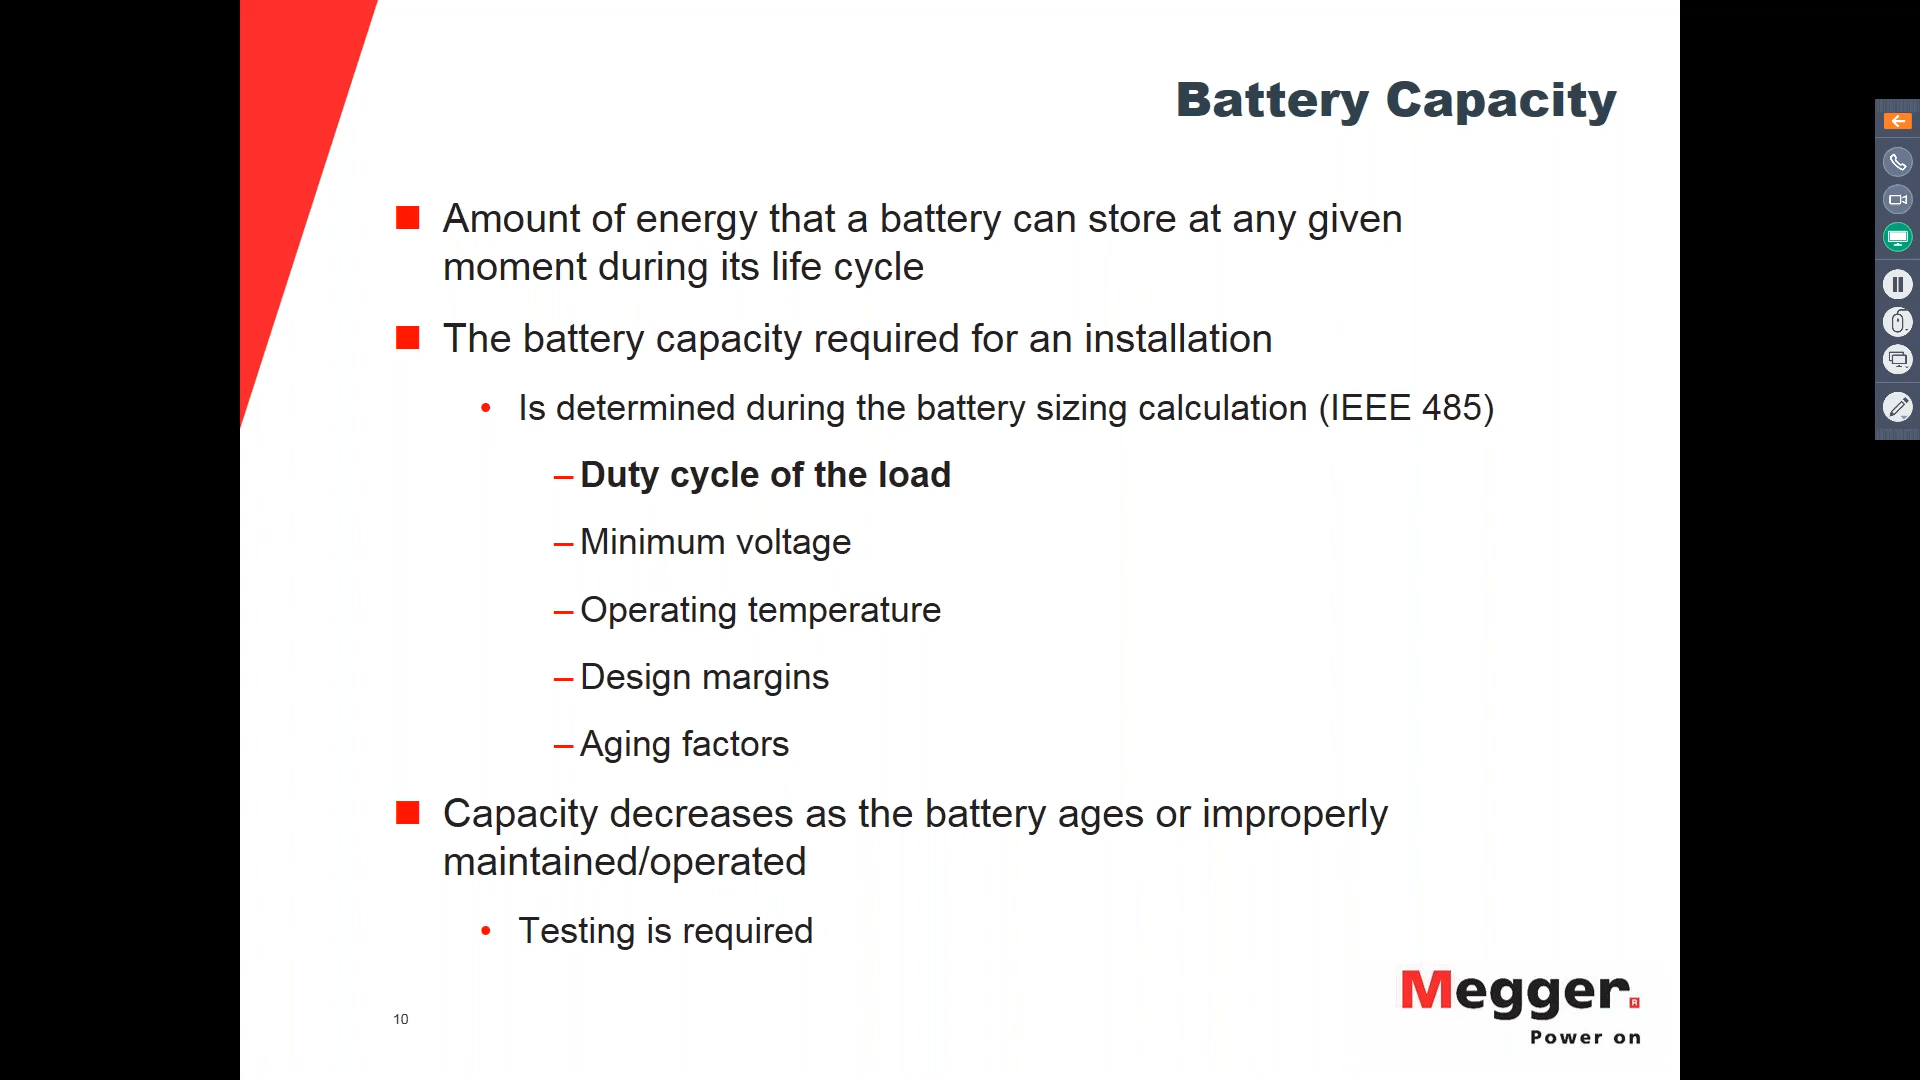 Battery Capacity
Amount of energy that a battery can store at any given
moment during its life cycle
The battery capacity required for an installation
• Is determined during the battery sizing calculation (IEEE 485)
– Duty cycle of the load
– Minimum voltage
– Operating temperature
– Design margins
– Aging factors
Capacity decreases as the battery ages or improperly
maintained/operated
• Testing is required
Megger.
Power on
10